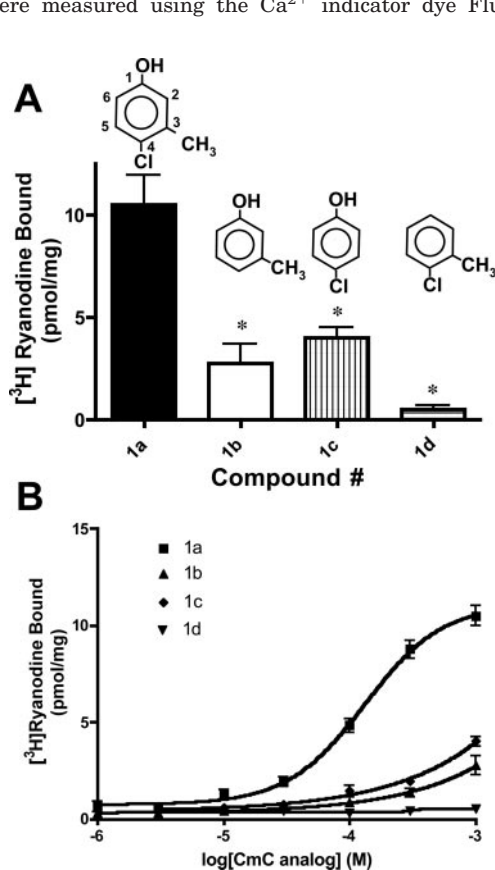 ere measured using the Ca2+ indicator dye Flu
A
OH
1
6
2
5
3
4
CH3
Cl
[3H] Ryanodine Bound
(pmol/mg)
10
5
0
OH
CH3
OH
Cl
CH3
Cl
*
*
*
1a
1b
1c
1d
Compound #
B
[3H]Ryanodine Bound
(pmol/mg)
15
10
5
0
1a
1b
1c
1d
-6
-5
-4
-3
log[CmC analog] (M)